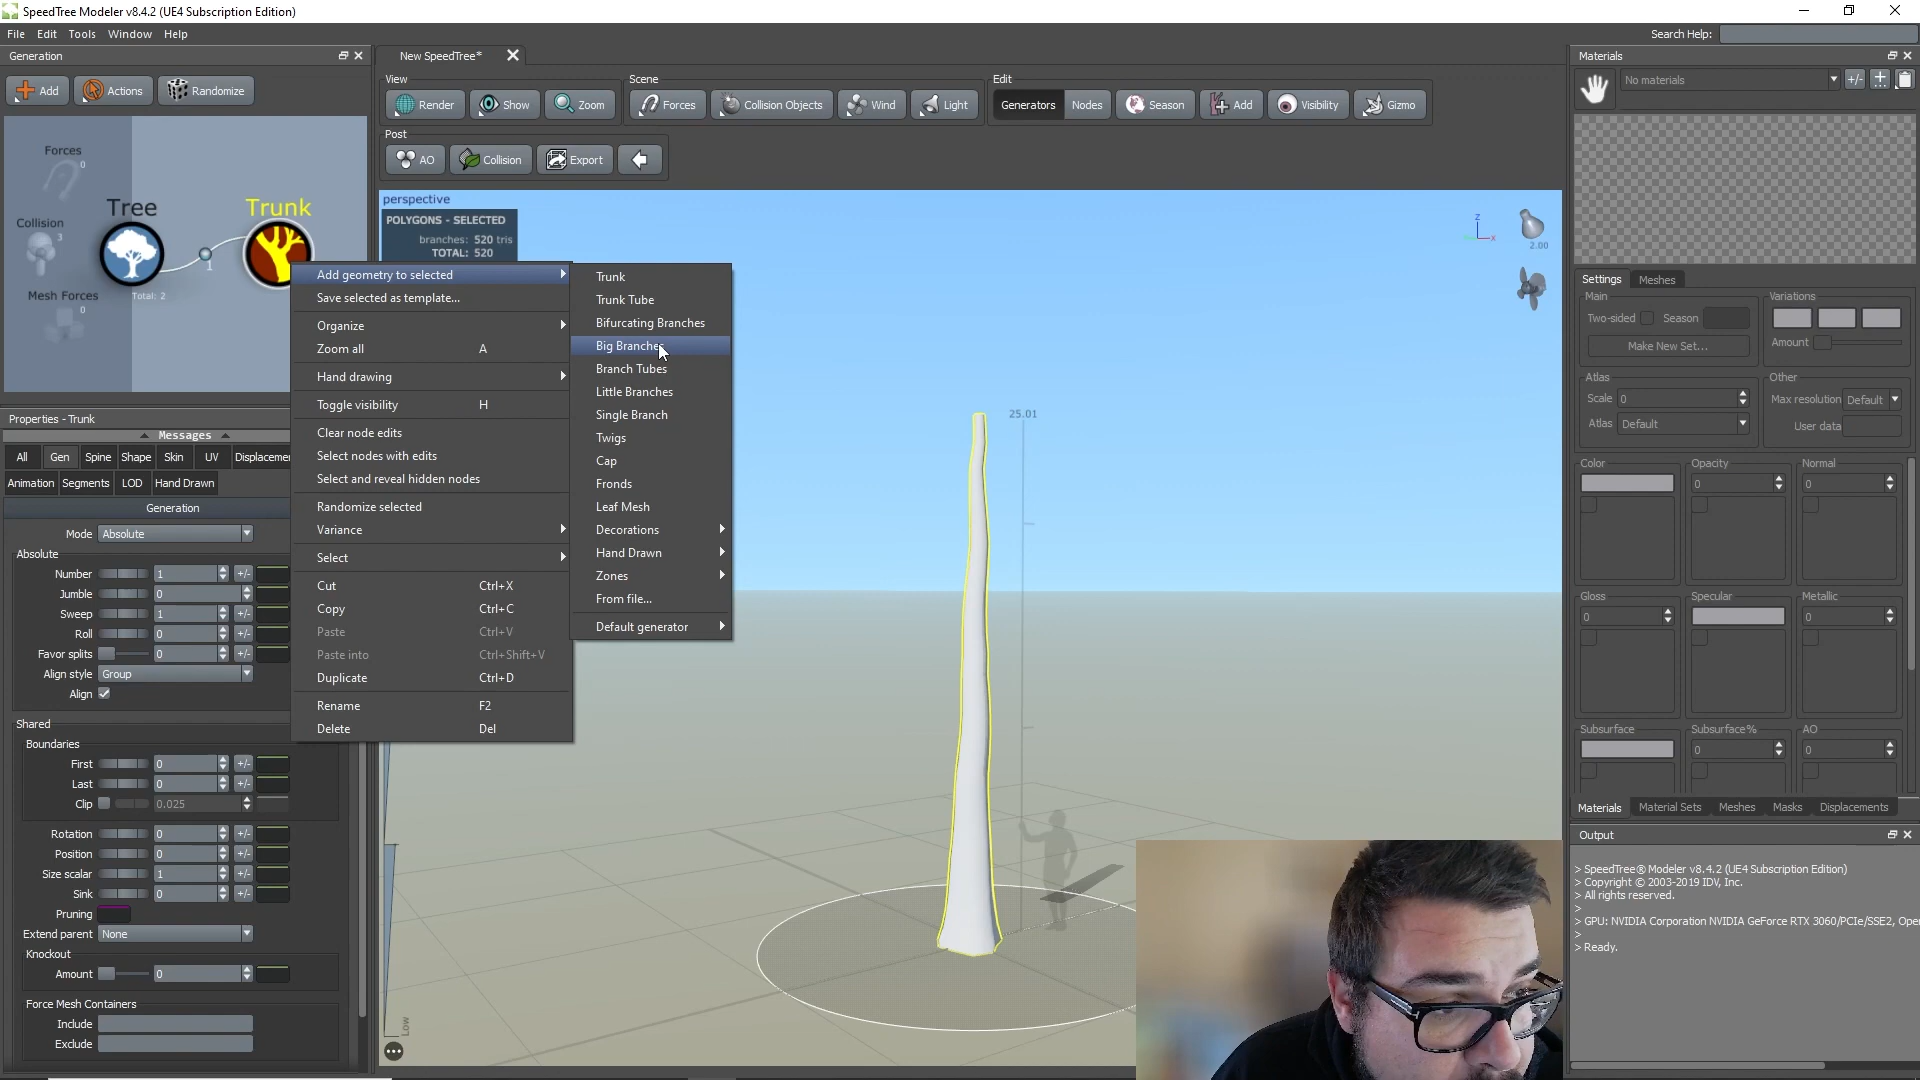 SpeedTree Modeler v8.4.2 (UE4 Subscription Edition)
File Edit Tools Window Help
Search Help:
Generation
Add Actions Randomize
Forces
0
Collision
3
Mesh Forces
0
Tree
Total: 2
1
Trunk
New SpeedTree*
View
Render Show Zoom
Scene
Forces Collision Objects Wind Light
Edit
Generators Nodes Season Add Visibility Gizmo
Post
AO Collision Export
perspective
POLYGONS - SELECTED
branches: 520 tris
TOTAL: 520
z
x
2.00
25.01
Low
Add geometry to selected
Save selected as template...
Organize
Zoom all A
Hand drawing
Toggle visibility H
Clear node edits
Select nodes with edits
Select and reveal hidden nodes
Randomize selected
Variance
Select
Cut Ctrl+X
Copy Ctrl+C
Paste Ctrl+V
Paste into Ctrl+Shift+V
Duplicate Ctrl+D
Rename F2
Delete Del
Trunk
Trunk Tube
Bifurcating Branches
Big Branches
Branch Tubes
Little Branches
Single Branch
Twigs
Cap
Fronds
Leaf Mesh
Decorations
Hand Drawn
Zones
From file...
Default generator
Properties - Trunk
Messages
All Gen Spine Shape Skin UV Displacemen
Animation Segments LOD Hand Drawn
Generation
Mode Absolute
Absolute
Number 1 +/-
Jumble 0
Sweep 1 +/-
Roll 0 +/-
Favor splits 0 +/-
Align style Group
Align
Shared
Boundaries
First 0 +/-
Last 0 +/-
Clip 0.025
Rotation 0 +/-
Position 0 +/-
Size scalar 1 +/-
Sink 0 +/-
Pruning
Extend parent None
Knockout
Amount 0
Force Mesh Containers
Include
Exclude
Materials
No materials +/-
Settings Meshes
Main
Two-sided Season
Make New Set...
Variations
Amount
Atlas
Scale 0
Atlas Default
Other
Max resolution Default
User data
Color
Opacity
0
Normal
0
Gloss
0
Specular
Metallic
0
Subsurface
Subsurface%
0
AO
0
Materials Material Sets Meshes Masks Displacements
Output
> SpeedTree® Modeler v8.4.2 (UE4 Subscription Edition)
> Copyright © 2003-2019 IDV, Inc.
> All rights reserved.
>
> GPU: NVIDIA Corporation NVIDIA GeForce RTX 3060/PCIe/SSE2, Ope
>
> Ready.